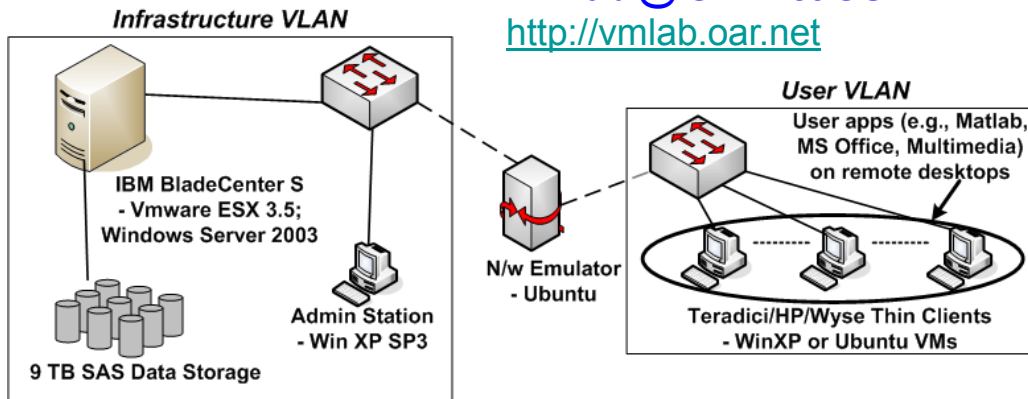 http://vmlab.oar.net
Infrastructure VLAN
IBM BladeCenter S
- Vmware ESX 3.5;
Windows Server 2003
Admin Station
- Win XP SP3
9 TB SAS Data Storage
N/w Emulator
- Ubuntu
User VLAN
User apps (e.g., Matlab,
MS Office, Multimedia)
on remote desktops
Teradici/HP/Wyse Thin Clients
- WinXP or Ubuntu VMs